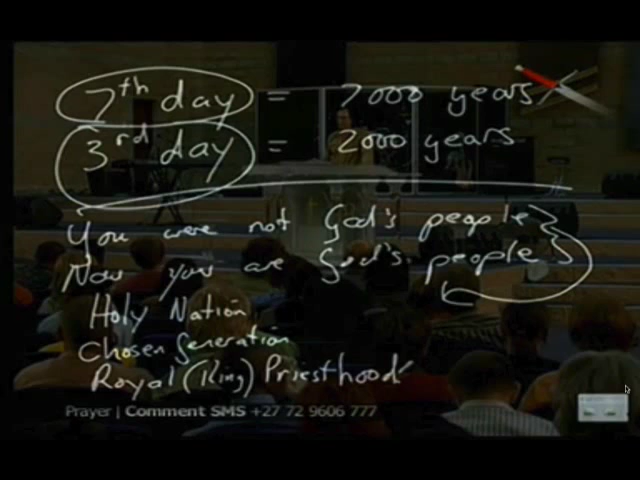 7th day = 7000 years
3rd day = 2000 years
You were not God's people
Now you are God's people
Holy Nation
Chosen Generation
Royal (King) Priesthood
Prayer | Comment SMS +27 72 9606 777